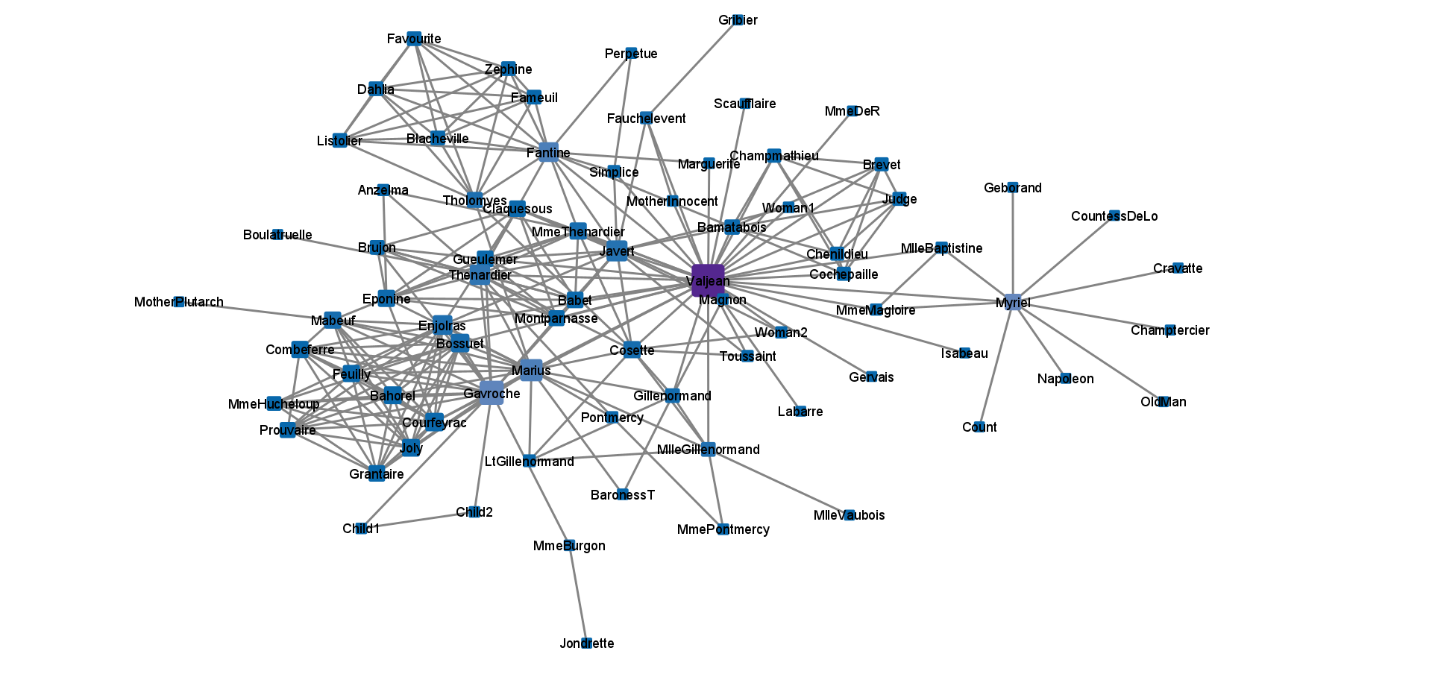 Gribier
Favourite
Perpetue
Zephine
Dahlia
Fameuil
Scaufflaire
MmeDeR
Fauchelevent
Listolier
Blacheville
Fantine
Champmathieu
Marguerite
Brevet
Simplice
Anzelma
Geborand
Tholomyes
MotherInnocent
Judge
Claquesous
Woman1
CountessDeLo
Boulatruelle
MmeThenardier
Bamatabois
Brujon
Javert
Chenildieu
MlleBaptistine
Gueulemer
Thenardier
Cochepaille
Cravatte
Valjean
Eponine
Babet
Magnon
MotherPlutarch
Myriel
MmeMagloire
Mabeuf
Montparnasse
Enjolras
Woman2
Champtercier
Bossuet
Combeferre
Cosette
Toussaint
Isabeau
Feuilly
Marius
Gervais
Napoleon
Bahorel
Gavroche
Gillenormand
MmeHucheloup
OldMan
Labarre
Pontmercy
Courfeyrac
Prouvaire
Count
Joly
MlleGillenormand
LtGillenormand
Grantaire
BaronessT
Child2
MlleVaubois
Child1
MmePontmercy
MmeBurgon
Jondrette